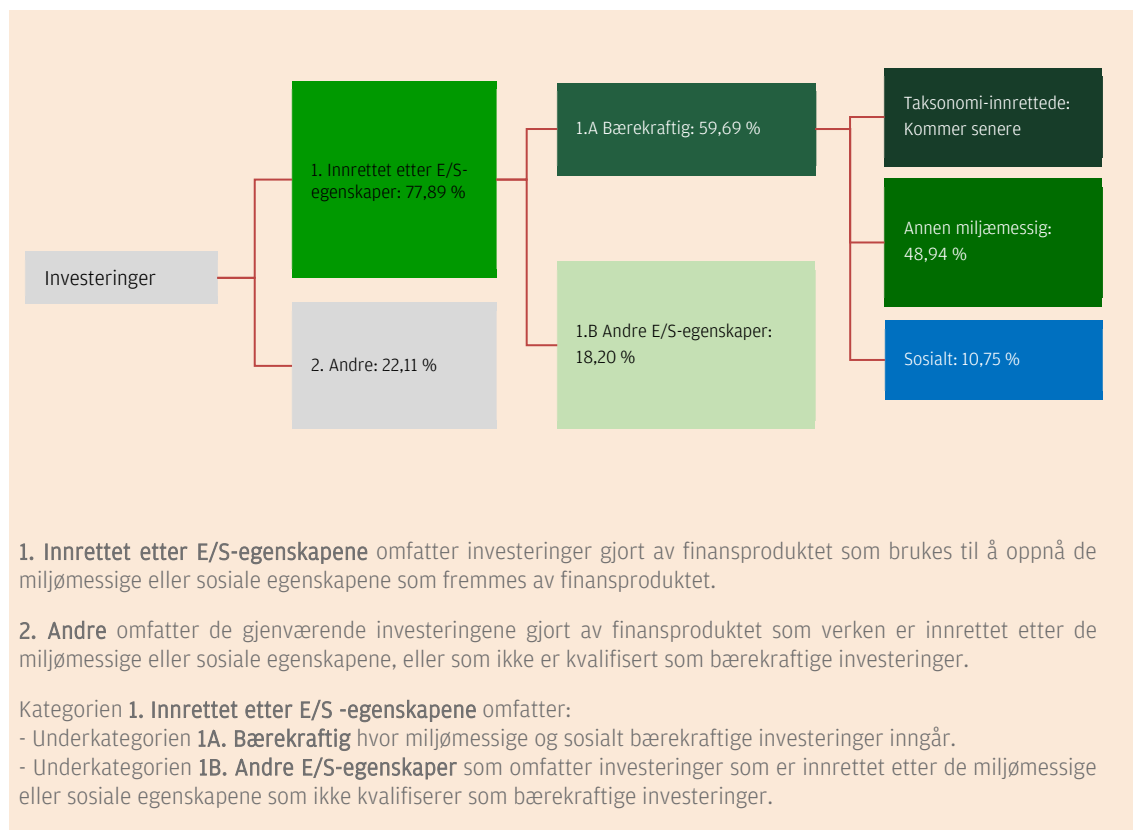 Investeringer
1. Innrettet etter E/S-
egenskaper: 77,89 %
2. Andre: 22,11 %
1.A Bærekraftig: 59,69 %
1.B Andre E/S-egenskaper:
18,20 %
Taksonomi-innrettede:
Kommer senere
Annen miljæmessig:
48,94 %
Sosialt: 10,75 %
1. Innrettet etter E/S-egenskapene omfatter investeringer gjort av finansproduktet som brukes til å oppnå de
miljømessige eller sosiale egenskapene som fremmes av finansproduktet.
2. Andre omfatter de gjenværende investeringene gjort av finansproduktet som verken er innrettet etter de
miljømessige eller sosiale egenskapene, eller som ikke er kvalifisert som bærekraftige investeringer.
Kategorien 1. Innrettet etter E/S -egenskapene omfatter:
- Underkategorien 1A. Bærekraftig hvor miljømessige og sosialt bærekraftige investeringer inngår.
- Underkategorien 1B. Andre E/S-egenskaper som omfatter investeringer som er innrettet etter de miljømessige
eller sosiale egenskapene som ikke kvalifiserer som bærekraftige investeringer.